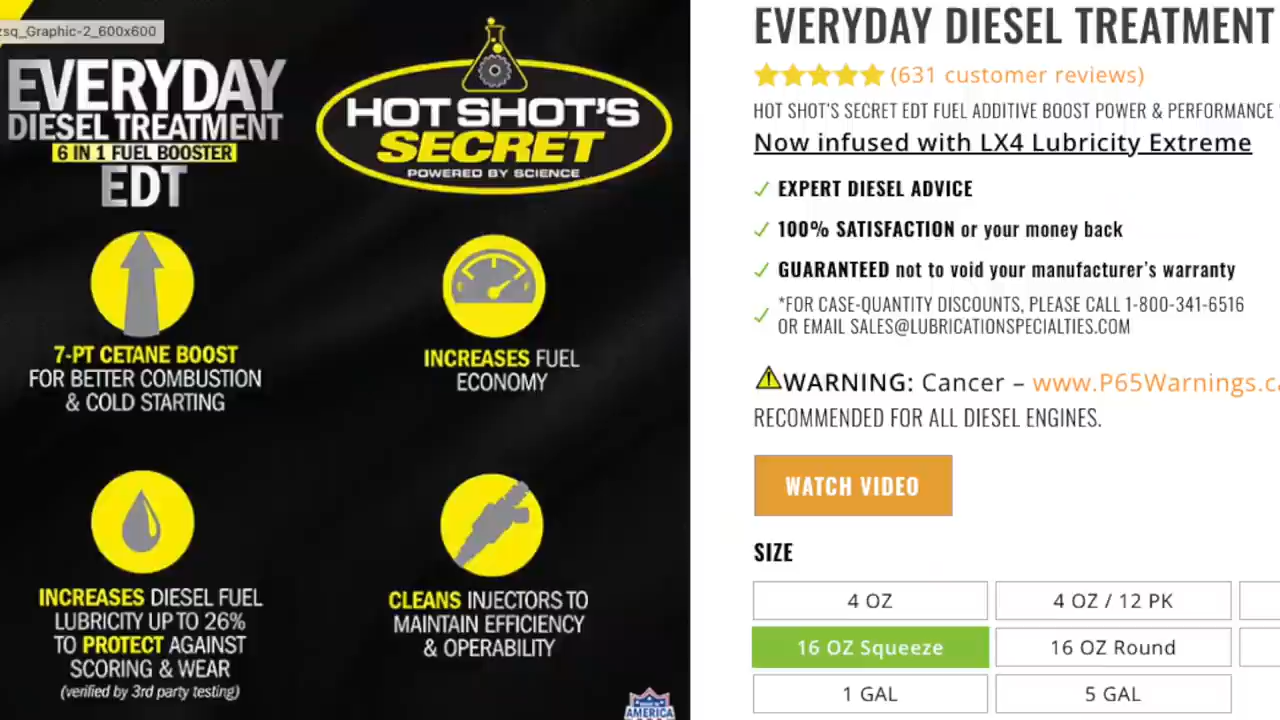 zsq_Graphic-2_600x600
EVERYDAY
DIESEL TREATMENT
6 IN 1 FUEL BOOSTER
EDT
HOT SHOT'S
SECRET
POWERED BY SCIENCE
7-PT CETANE BOOST
FOR BETTER COMBUSTION
& COLD STARTING
INCREASES FUEL
ECONOMY
INCREASES DIESEL FUEL
LUBRICITY UP TO 26%
TO PROTECT AGAINST
SCORING & WEAR
(verified by 3rd party testing)
CLEANS INJECTORS TO
MAINTAIN EFFICIENCY
& OPERABILITY
AMERICA
EVERYDAY DIESEL TREATMENT
(631 customer reviews)
HOT SHOT'S SECRET EDT FUEL ADDITIVE BOOST POWER & PERFORMANCE
Now infused with LX4 Lubricity Extreme
EXPERT DIESEL ADVICE
100% SATISFACTION or your money back
GUARANTEED not to void your manufacturer's warranty
*FOR CASE-QUANTITY DISCOUNTS, PLEASE CALL 1-800-341-6516
OR EMAIL SALES@LUBRICATIONSPECIALTIES.COM
WARNING: Cancer – www.P65Warnings.ca
RECOMMENDED FOR ALL DIESEL ENGINES.
WATCH VIDEO
SIZE
4 OZ
4 OZ / 12 PK
16 OZ Squeeze
16 OZ Round
1 GAL
5 GAL